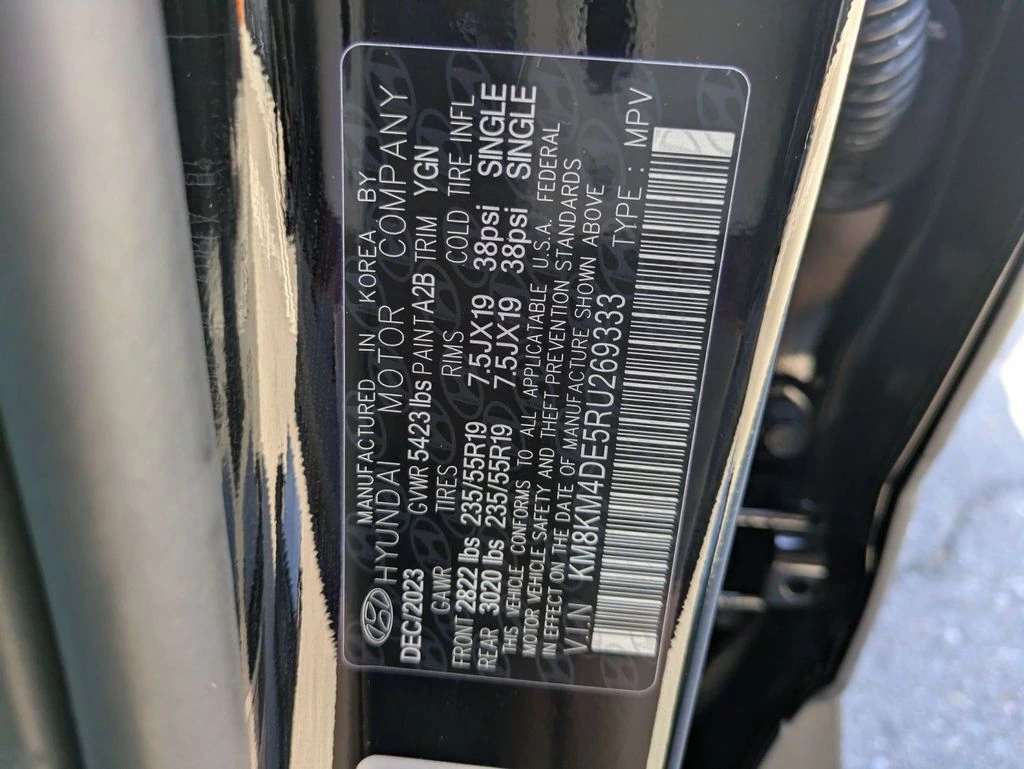 MANUFACTURED IN KOREA BY
HYUNDAI MOTOR COMPANY
DEC/2023 GVWR 5423lbs PAINT A2B TRIM YGN
GAWR TIRES RIMS COLD TIRE INFL
FRONT 2822 lbs 235/55R19 7.5JX19 38psi SINGLE
REAR 3020 lbs 235/55R19 7.5JX19 38psi SINGLE
THIS VEHICLE CONFORMS TO ALL APPLICATABLE U.S.A. FEDERAL
MOTOR VEHICLE SAFETY AND THEFT PREVENTION STANDARDS
IN EFFECT ON THE DATE OF MANUFACTURE SHOWN ABOVE
V.I.N KM8KM4DE5RU269333 TYPE : MPV